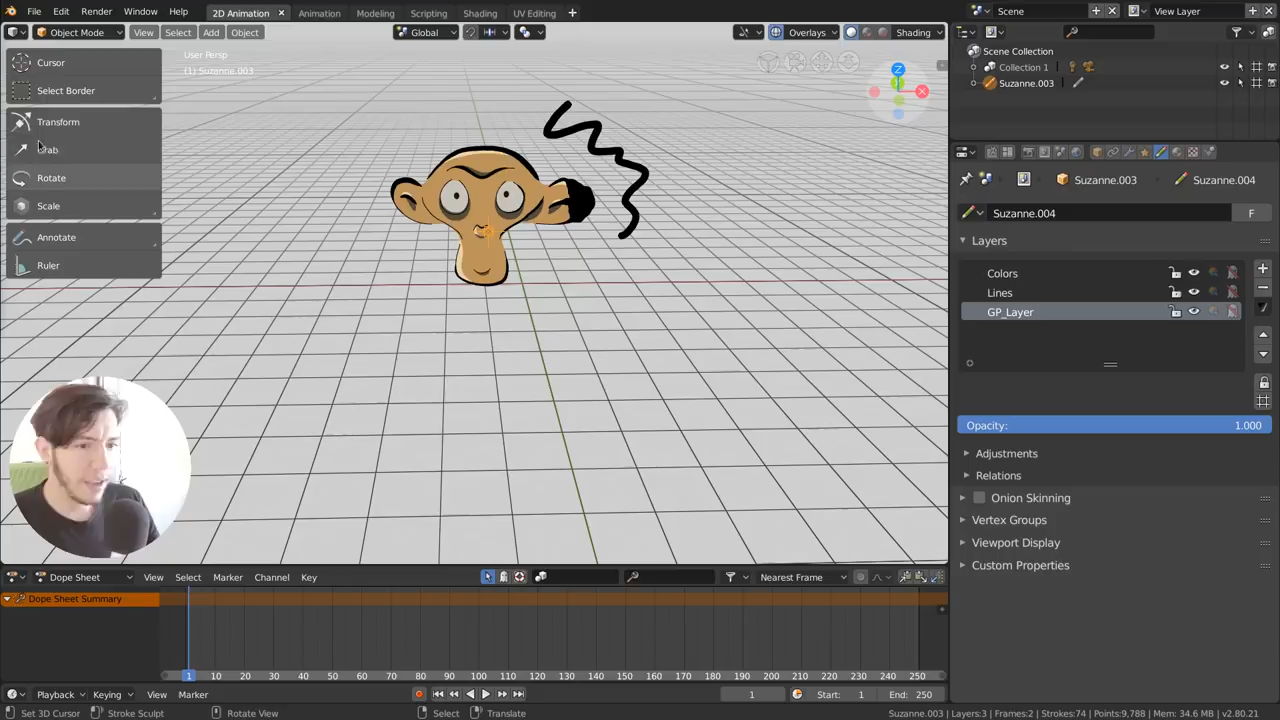 File Edit Render Window Help 2D Animation Animation Modeling Scripting Shading UV Editing Scene View Layer
Object Mode View Select Add Object Global Overlays Shading
User Persp
(1) Suzanne.003
Cursor
Select Border
Transform
Rotate
Scale
Annotate
Ruler
Z
X
Scene Collection
Collection 1
Suzanne.003
Suzanne.003 Suzanne.004
Suzanne.004 F
Layers
Colors
Lines
GP_Layer
Opacity: 1.000
Adjustments
Relations
Onion Skinning
Vertex Groups
Viewport Display
Custom Properties
Dope Sheet View Select Marker Channel Key Nearest Frame
Dope Sheet Summary
1 10 20 30 40 50 60 70 80 90 100 110 120 130 140 150 160 170 180 190 200 210 220 230 240 250
Playback Keying View Marker 1 Start: 1 End: 250
Set 3D Cursor Stroke Sculpt Rotate View Select Translate Suzanne.003 | Layers:3 | Frames:2 | Strokes:74 | Points:9,788 | Mem: 34.6 MB | v2.80.21